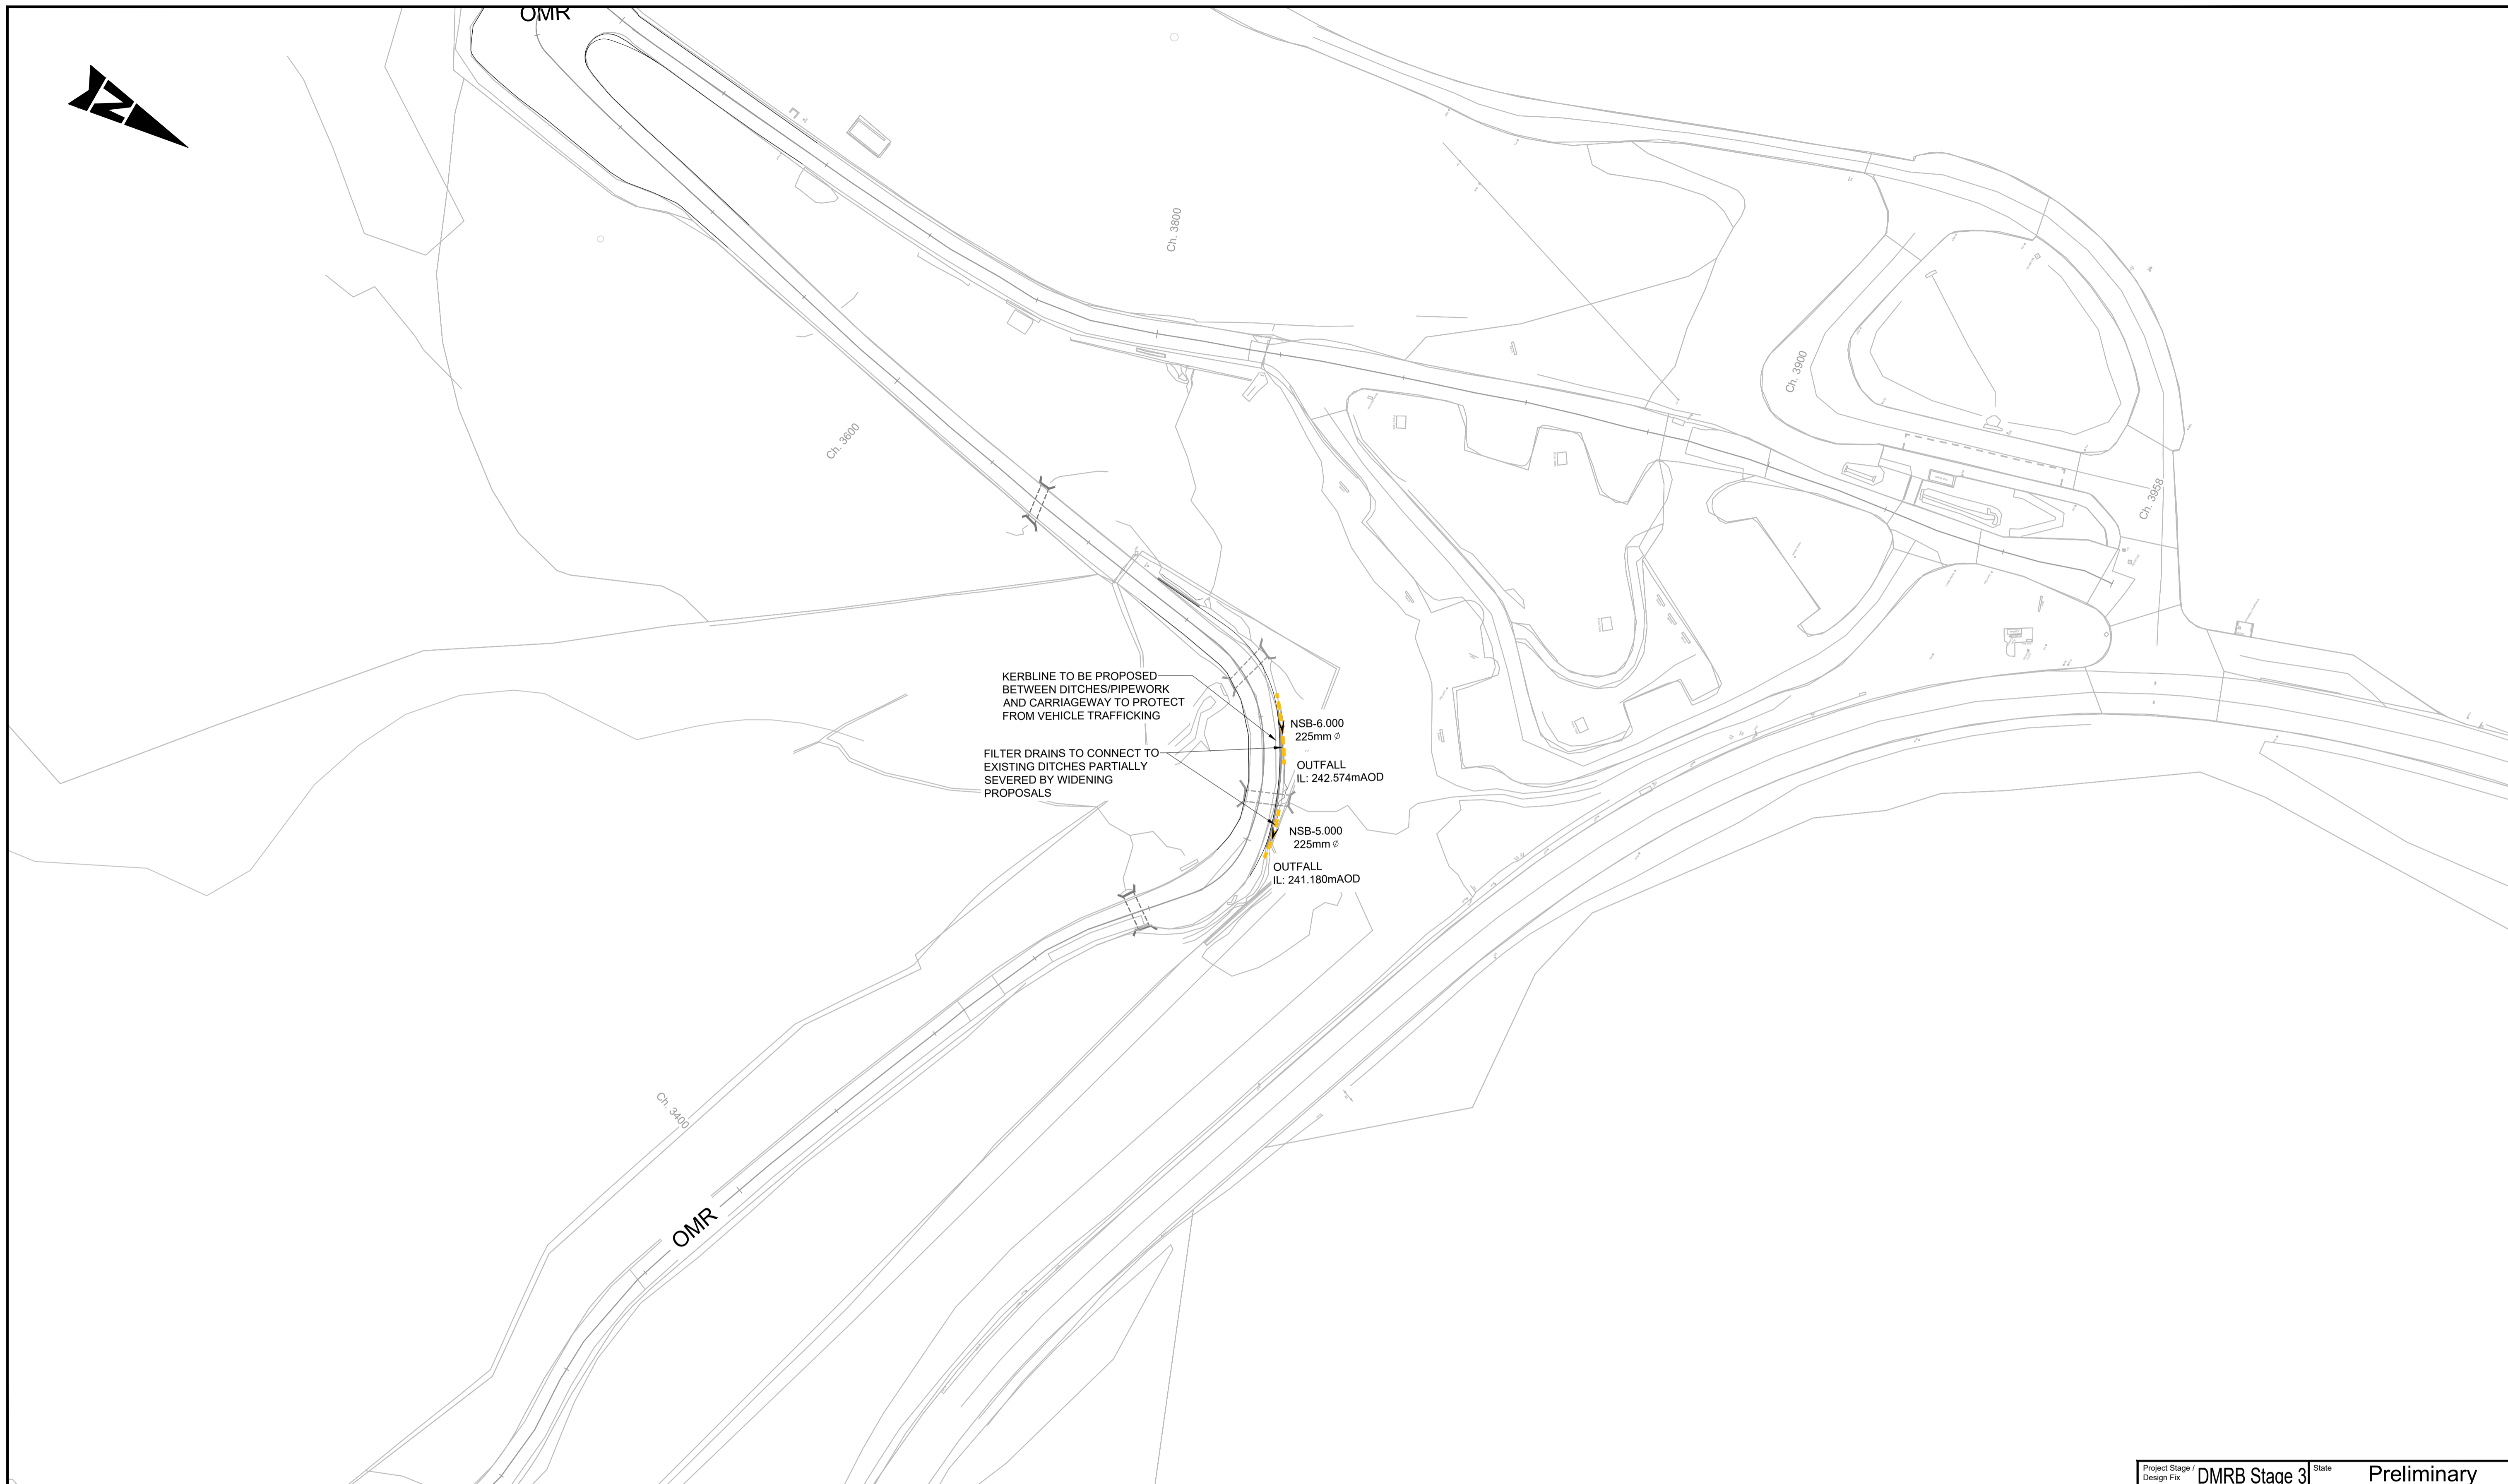 OMR
N
Ch. 3800
Ch. 3900
Ch. 3600
Ch. 3958
KERBLINE TO BE PROPOSED
BETWEEN DITCHES/PIPEWORK
AND CARRIAGEWAY TO PROTECT
FROM VEHICLE TRAFFICKING
NSB-6.000
225mm Ø
FILTER DRAINS TO CONNECT TO
EXISTING DITCHES PARTIALLY
SEVERED BY WIDENING
PROPOSALS
OUTFALL
IL: 242.574mAOD
NSB-5.000
225mm Ø
OUTFALL
IL: 241.180mAOD
Ch. 3400
OMR
Project Stage /
Design Fix
DMRB Stage 3
State
Preliminary